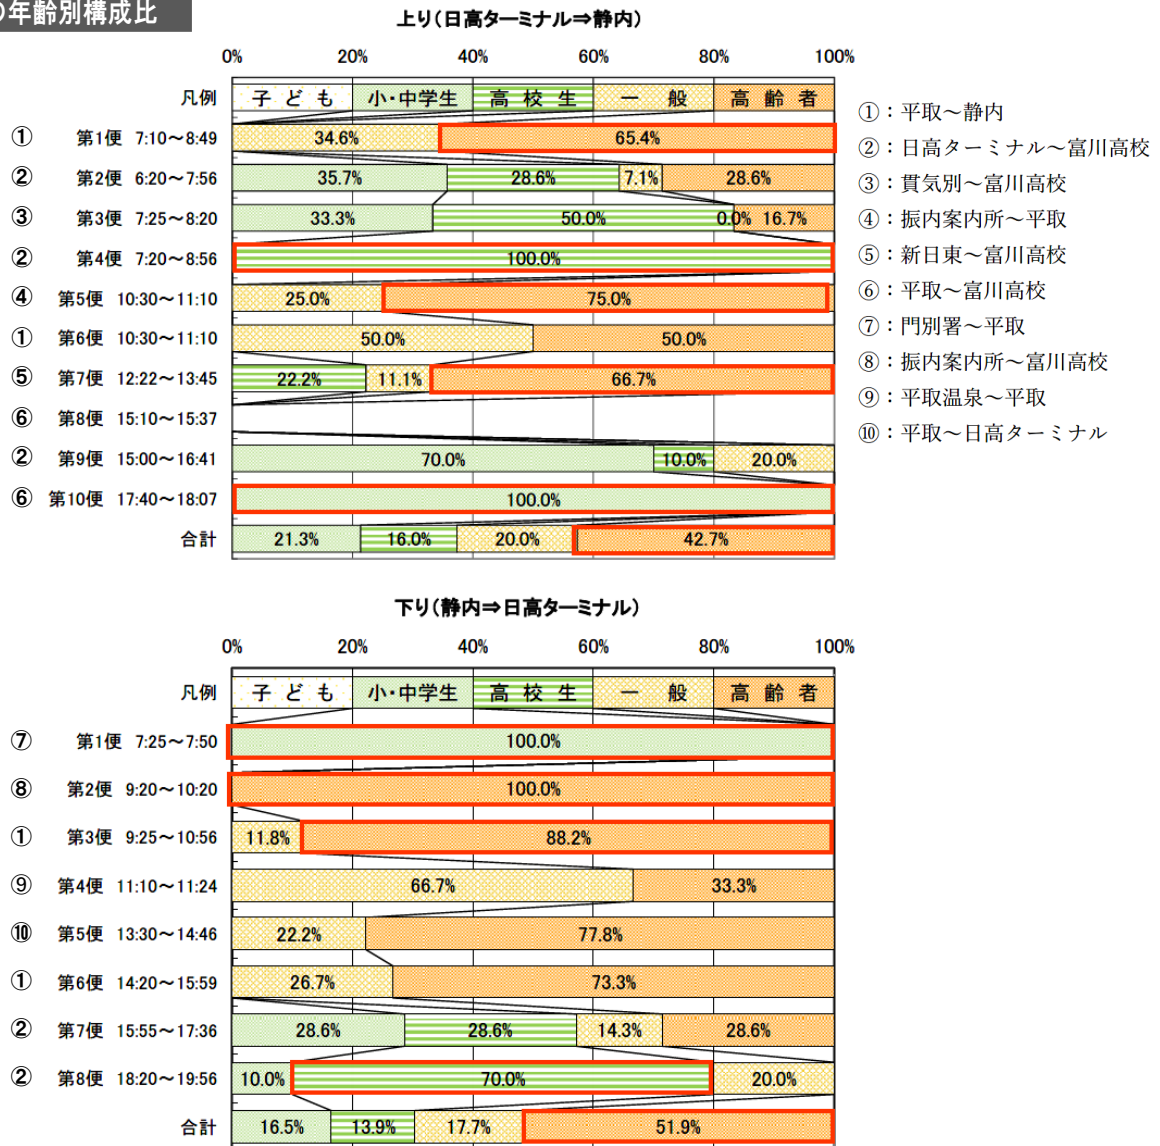 年齢別構成比
上り（日高ターミナル⇒静内）
0% 20% 40% 60% 80% 100%
凡例 子ども 小・中学生 高校生 一般 高齢者
① 第1便 7:10～8:49 34.6% 65.4%
② 第2便 6:20～7:56 35.7% 28.6% 7.1% 28.6%
③ 第3便 7:25～8:20 33.3% 50.0% 0.0% 16.7%
② 第4便 7:20～8:56 100.0%
④ 第5便 10:30～11:10 25.0% 75.0%
① 第6便 10:30～11:10 50.0% 50.0%
⑤ 第7便 12:22～13:45 22.2% 11.1% 66.7%
⑥ 第8便 15:10～15:37
② 第9便 15:00～16:41 70.0% 10.0% 20.0%
⑥ 第10便 17:40～18:07 100.0%
合計 21.3% 16.0% 20.0% 42.7%
①：平取～静内
②：日高ターミナル～富川高校
③：貫気別～富川高校
④：振内案内所～平取
⑤：新日東～富川高校
⑥：平取～富川高校
⑦：門別署～平取
⑧：振内案内所～富川高校
⑨：平取温泉～平取
⑩：平取～日高ターミナル
下り（静内⇒日高ターミナル）
0% 20% 40% 60% 80% 100%
凡例 子ども 小・中学生 高校生 一般 高齢者
⑦ 第1便 7:25～7:50 100.0%
⑧ 第2便 9:20～10:20 100.0%
① 第3便 9:25～10:56 11.8% 88.2%
⑨ 第4便 11:10～11:24 66.7% 33.3%
⑩ 第5便 13:30～14:46 22.2% 77.8%
① 第6便 14:20～15:59 26.7% 73.3%
② 第7便 15:55～17:36 28.6% 28.6% 14.3% 28.6%
② 第8便 18:20～19:56 10.0% 70.0% 20.0%
合計 16.5% 13.9% 17.7% 51.9%